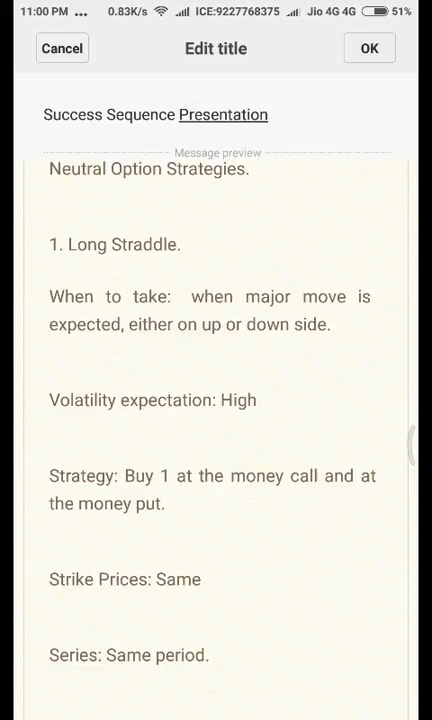 11:00 PM ... 0.83K/s ICE:9227768375 Jio 4G 4G 51%
Cancel Edit title OK
Success Sequence Presentation
Message preview
Neutral Option Strategies.
1. Long Straddle.
When to take: when major move is
expected, either on up or down side.
Volatility expectation: High
Strategy: Buy 1 at the money call and at
the money put.
Strike Prices: Same
Series: Same period.